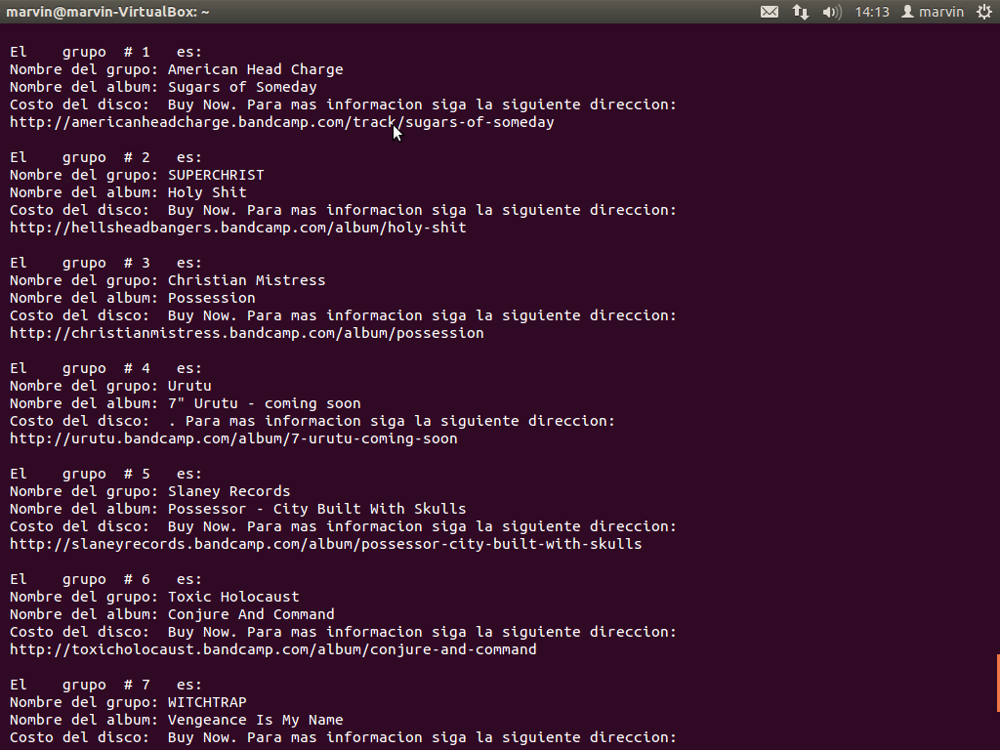 marvin@marvin-VirtualBox: ~ 14:13 marvin
El    grupo  # 1   es:
Nombre del grupo: American Head Charge
Nombre del album: Sugars of Someday
Costo del disco:  Buy Now. Para mas informacion siga la siguiente direccion:
http://americanheadcharge.bandcamp.com/track/sugars-of-someday
El    grupo  # 2   es:
Nombre del grupo: SUPERCHRIST
Nombre del album: Holy Shit
Costo del disco:  Buy Now. Para mas informacion siga la siguiente direccion:
http://hellsheadbangers.bandcamp.com/album/holy-shit
El    grupo  # 3   es:
Nombre del grupo: Christian Mistress
Nombre del album: Possession
Costo del disco:  Buy Now. Para mas informacion siga la siguiente direccion:
http://christianmistress.bandcamp.com/album/possession
El    grupo  # 4   es:
Nombre del grupo: Urutu
Nombre del album: 7" Urutu - coming soon
Costo del disco:  . Para mas informacion siga la siguiente direccion:
http://urutu.bandcamp.com/album/7-urutu-coming-soon
El    grupo  # 5   es:
Nombre del grupo: Slaney Records
Nombre del album: Possessor - City Built With Skulls
Costo del disco:  Buy Now. Para mas informacion siga la siguiente direccion:
http://slaneyrecords.bandcamp.com/album/possessor-city-built-with-skulls
El    grupo  # 6   es:
Nombre del grupo: Toxic Holocaust
Nombre del album: Conjure And Command
Costo del disco:  Buy Now. Para mas informacion siga la siguiente direccion:
http://toxicholocaust.bandcamp.com/album/conjure-and-command
El    grupo  # 7   es:
Nombre del grupo: WITCHTRAP
Nombre del album: Vengeance Is My Name
Costo del disco:  Buy Now. Para mas informacion siga la siguiente direccion: